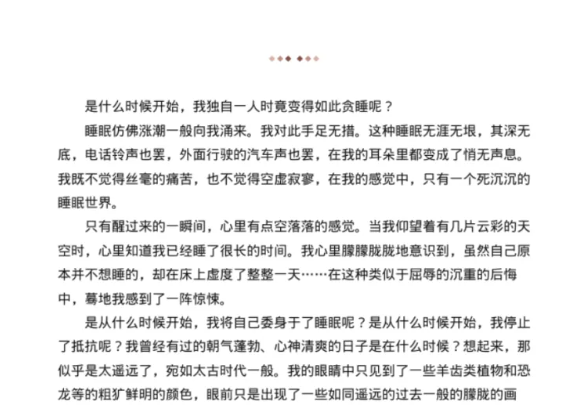 是什么时候开始，我独自一人时竟变得如此贪睡呢？
睡眠仿佛涨潮一般向我涌来。我对此手足无措。这种睡眠无涯无垠，其深无
底，电话铃声也罢，外面行驶的汽车声也罢，在我的耳朵里都变成了悄无声息。
我既不觉得丝毫的痛苦，也不觉得空虚寂寥，在我的感觉中，只有一个死沉沉的
睡眠世界。
只有醒过来的一瞬间，心里有点空落落的感觉。当我仰望着有几片云彩的天
空时，心里知道我已经睡了很长的时间。我心里朦朦胧胧地意识到，虽然自己原
本并不想睡的，却在床上虚度了整整一天……在这种类似于屈辱的沉重的后悔
中，蓦地我感到了一阵惊悚。
是从什么时候开始，我将自己委身于了睡眠呢？是从什么时候开始，我停止
了抵抗呢？我曾经有过的朝气蓬勃、心神清爽的日子是在什么时候？想起来，那
似乎是太遥远了，宛如太古时代一般。我的眼睛中只见到了一些羊齿类植物和恐
龙等的粗犷鲜明的颜色，眼前只是出现了一些如同遥远的过去一般的朦胧的画